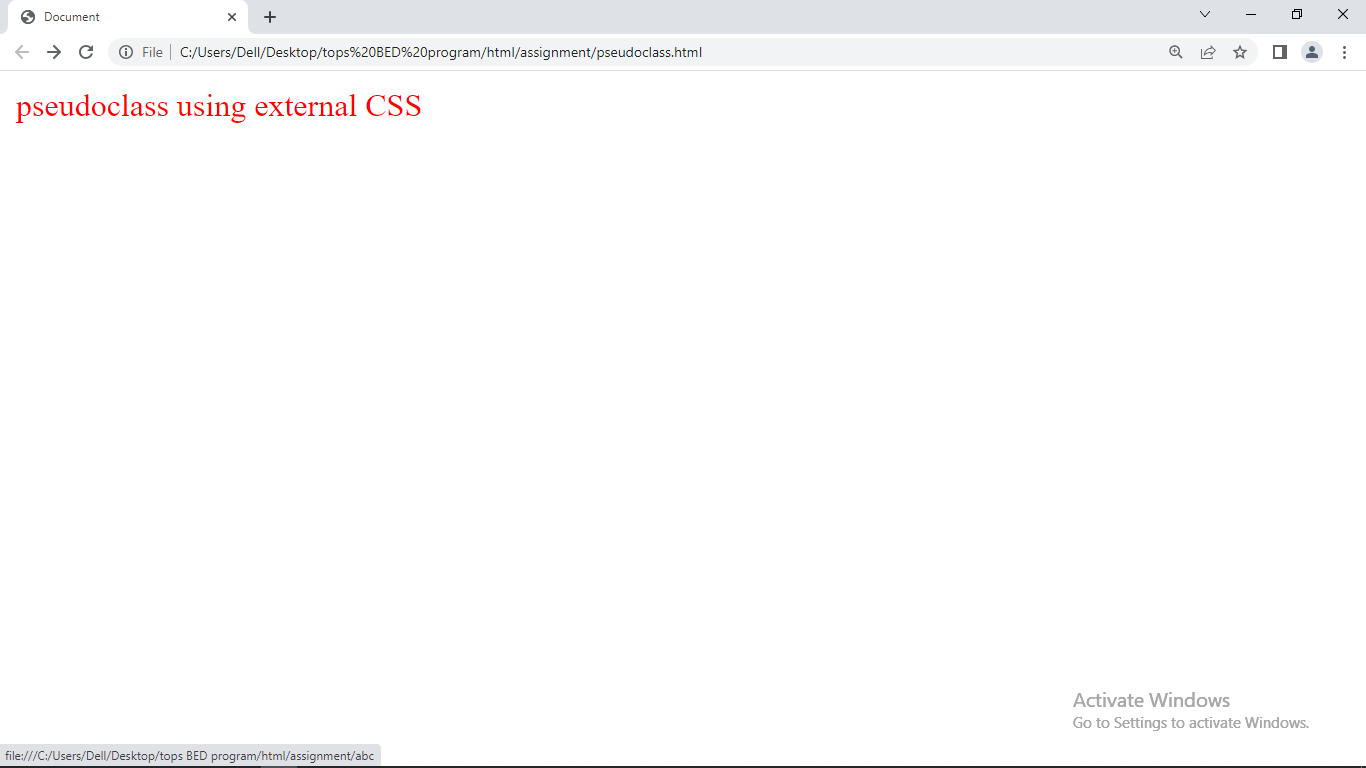 Document
File
C:/Users/Dell/Desktop/tops%20BED%20program/html/assignment/pseudoclass.html
pseudoclass using external CSS
Activate Windows
Go to Settings to activate Windows.
file:///C:/Users/Dell/Desktop/tops BED program/html/assignment/abc